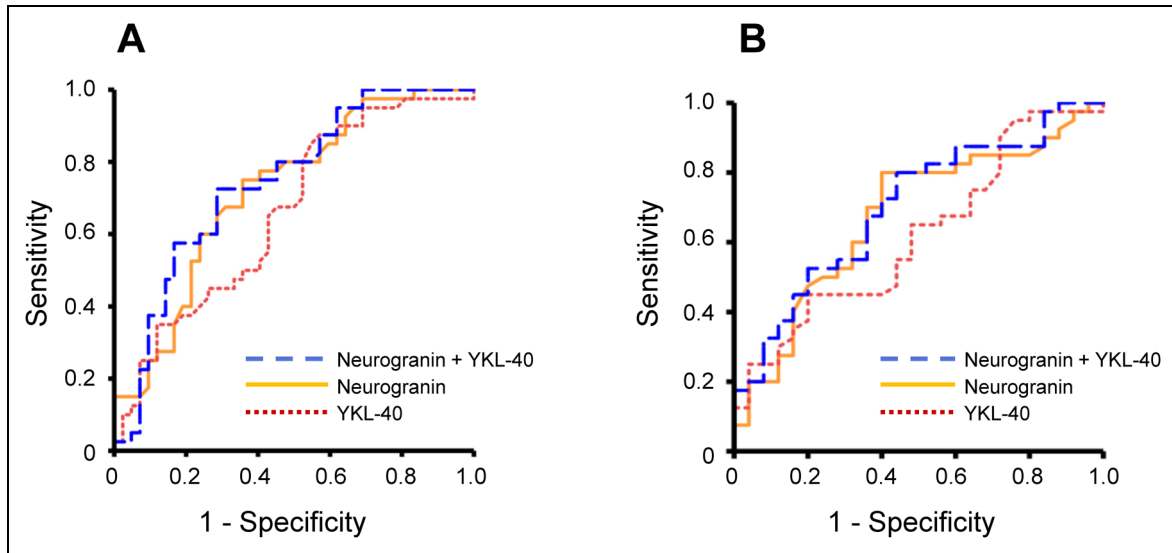 A
1.0
0.8
0.6
0.4
0.2
0
Sensitivity
Neurogranin + YKL-40
Neurogranin
YKL-40
0 0.2 0.4 0.6 0.8 1.0
1 - Specificity
B
1.0
0.8
0.6
0.4
0.2
0
Sensitivity
Neurogranin + YKL-40
Neurogranin
YKL-40
0 0.2 0.4 0.6 0.8 1.0
1 - Specificity